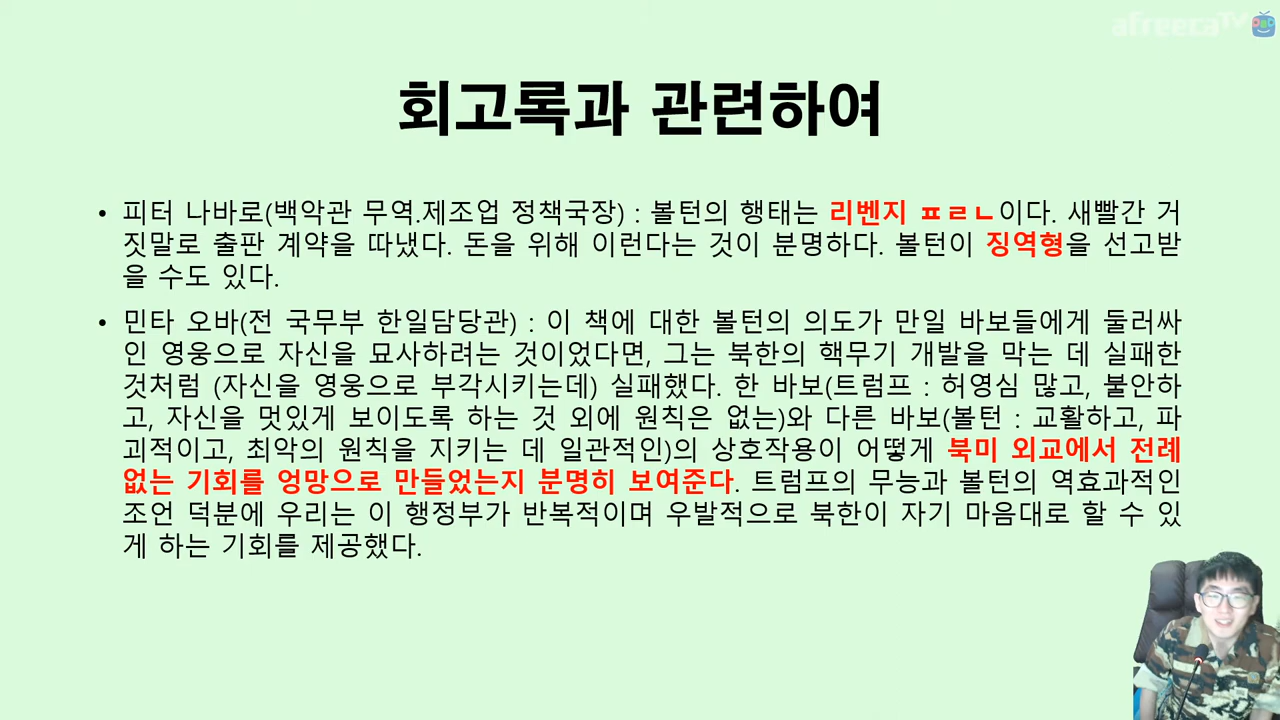 afreecaTV
회고록과 관련하여
• 피터 나바로(백악관 무역.제조업 정책국장) : 볼턴의 행태는 리벤지 ㅍㄹㄴ이다. 새빨간 거
짓말로 출판 계약을 따냈다. 돈을 위해 이런다는 것이 분명하다. 볼턴이 징역형을 선고받
을 수도 있다.
• 민타 오바(전 국무부 한일담당관) : 이 책에 대한 볼턴의 의도가 만일 바보들에게 둘러싸
인 영웅으로 자신을 묘사하려는 것이었다면, 그는 북한의 핵무기 개발을 막는 데 실패한
것처럼 (자신을 영웅으로 부각시키는데) 실패했다. 한 바보(트럼프 : 허영심 많고, 불안하
고, 자신을 멋있게 보이도록 하는 것 외에 원칙은 없는)와 다른 바보(볼턴 : 교활하고, 파
괴적이고, 최악의 원칙을 지키는 데 일관적인)의 상호작용이 어떻게 북미 외교에서 전례
없는 기회를 엉망으로 만들었는지 분명히 보여준다. 트럼프의 무능과 볼턴의 역효과적인
조언 덕분에 우리는 이 행정부가 반복적이며 우발적으로 북한이 자기 마음대로 할 수 있
게 하는 기회를 제공했다.